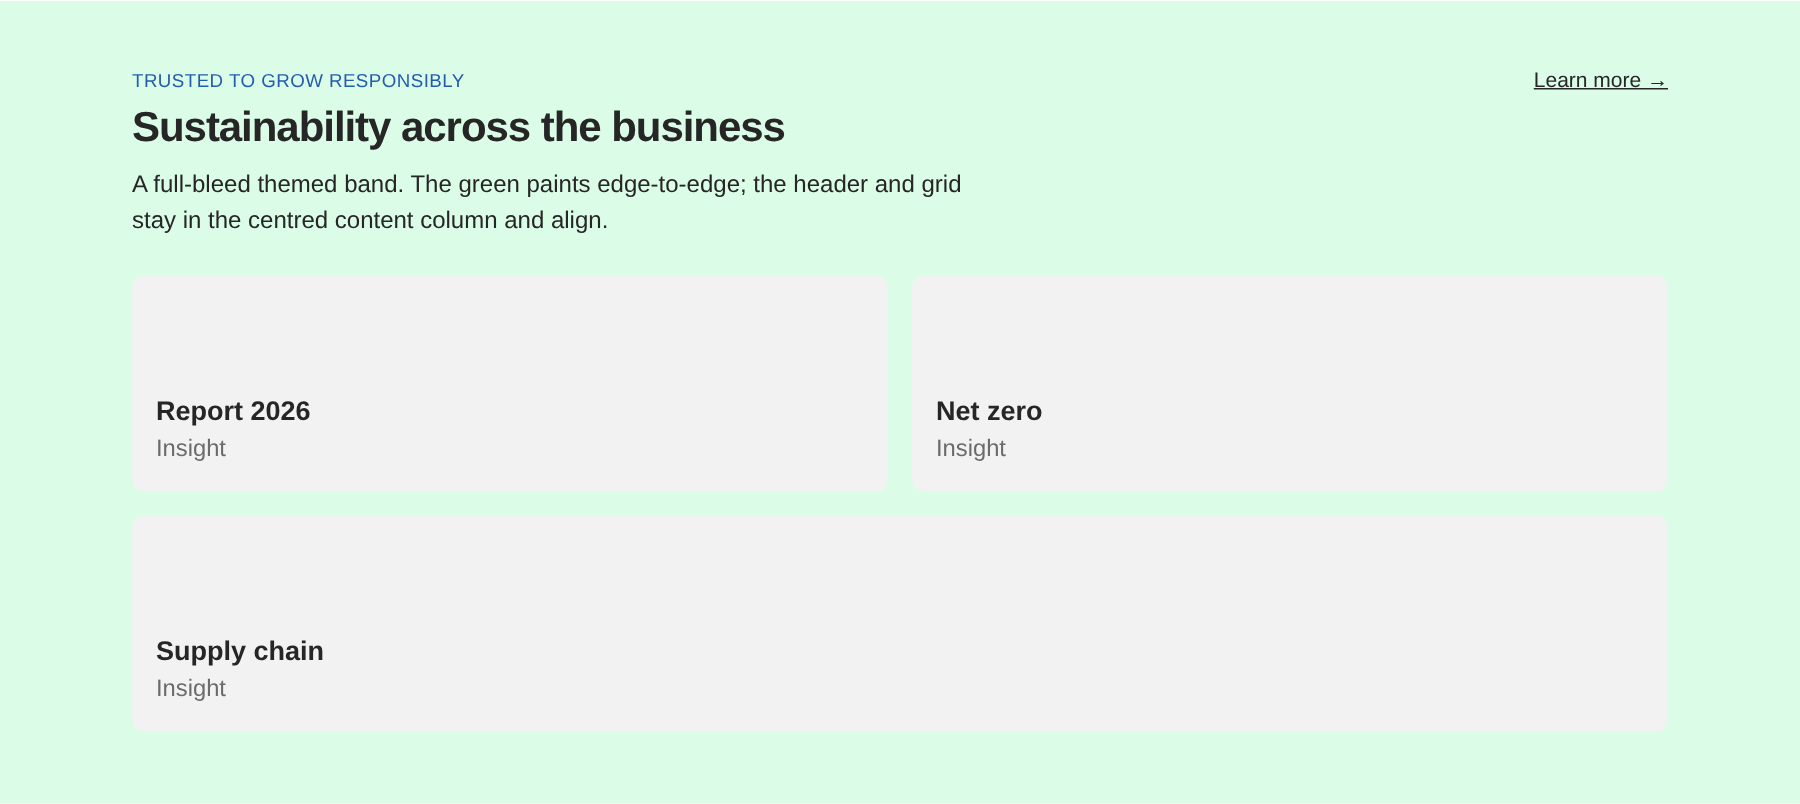 TRUSTED TO GROW RESPONSIBLY
Learn more →
Sustainability across the business
A full-bleed themed band. The green paints edge-to-edge; the header and grid
stay in the centred content column and align.
Report 2026
Insight
Net zero
Insight
Supply chain
Insight